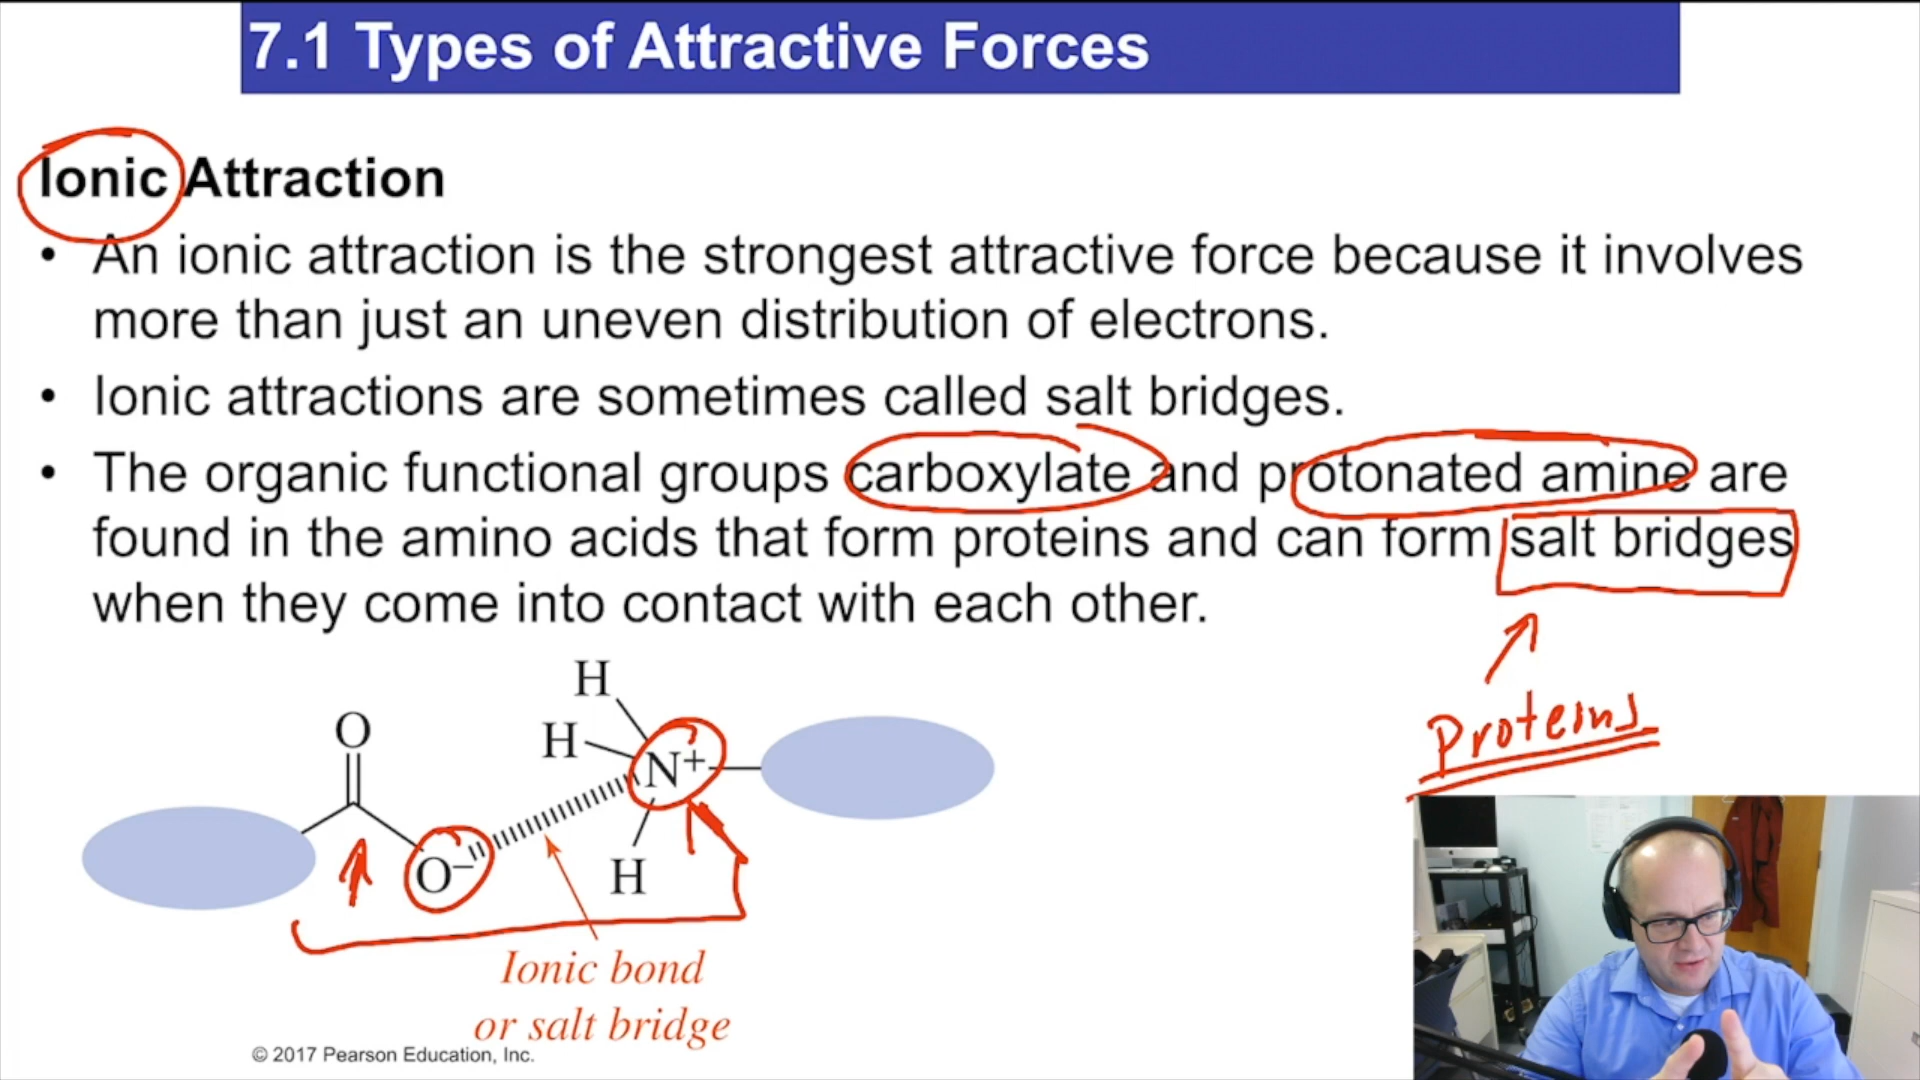 7.1 Types of Attractive Forces
Ionic Attraction
• An ionic attraction is the strongest attractive force because it involves
more than just an uneven distribution of electrons.
• Ionic attractions are sometimes called salt bridges.
• The organic functional groups carboxylate and protonated amine are
found in the amino acids that form proteins and can form salt bridges
when they come into contact with each other.
Proteins
H
O
H
N+
O−
H
Ionic bond
or salt bridge
© 2017 Pearson Education, Inc.